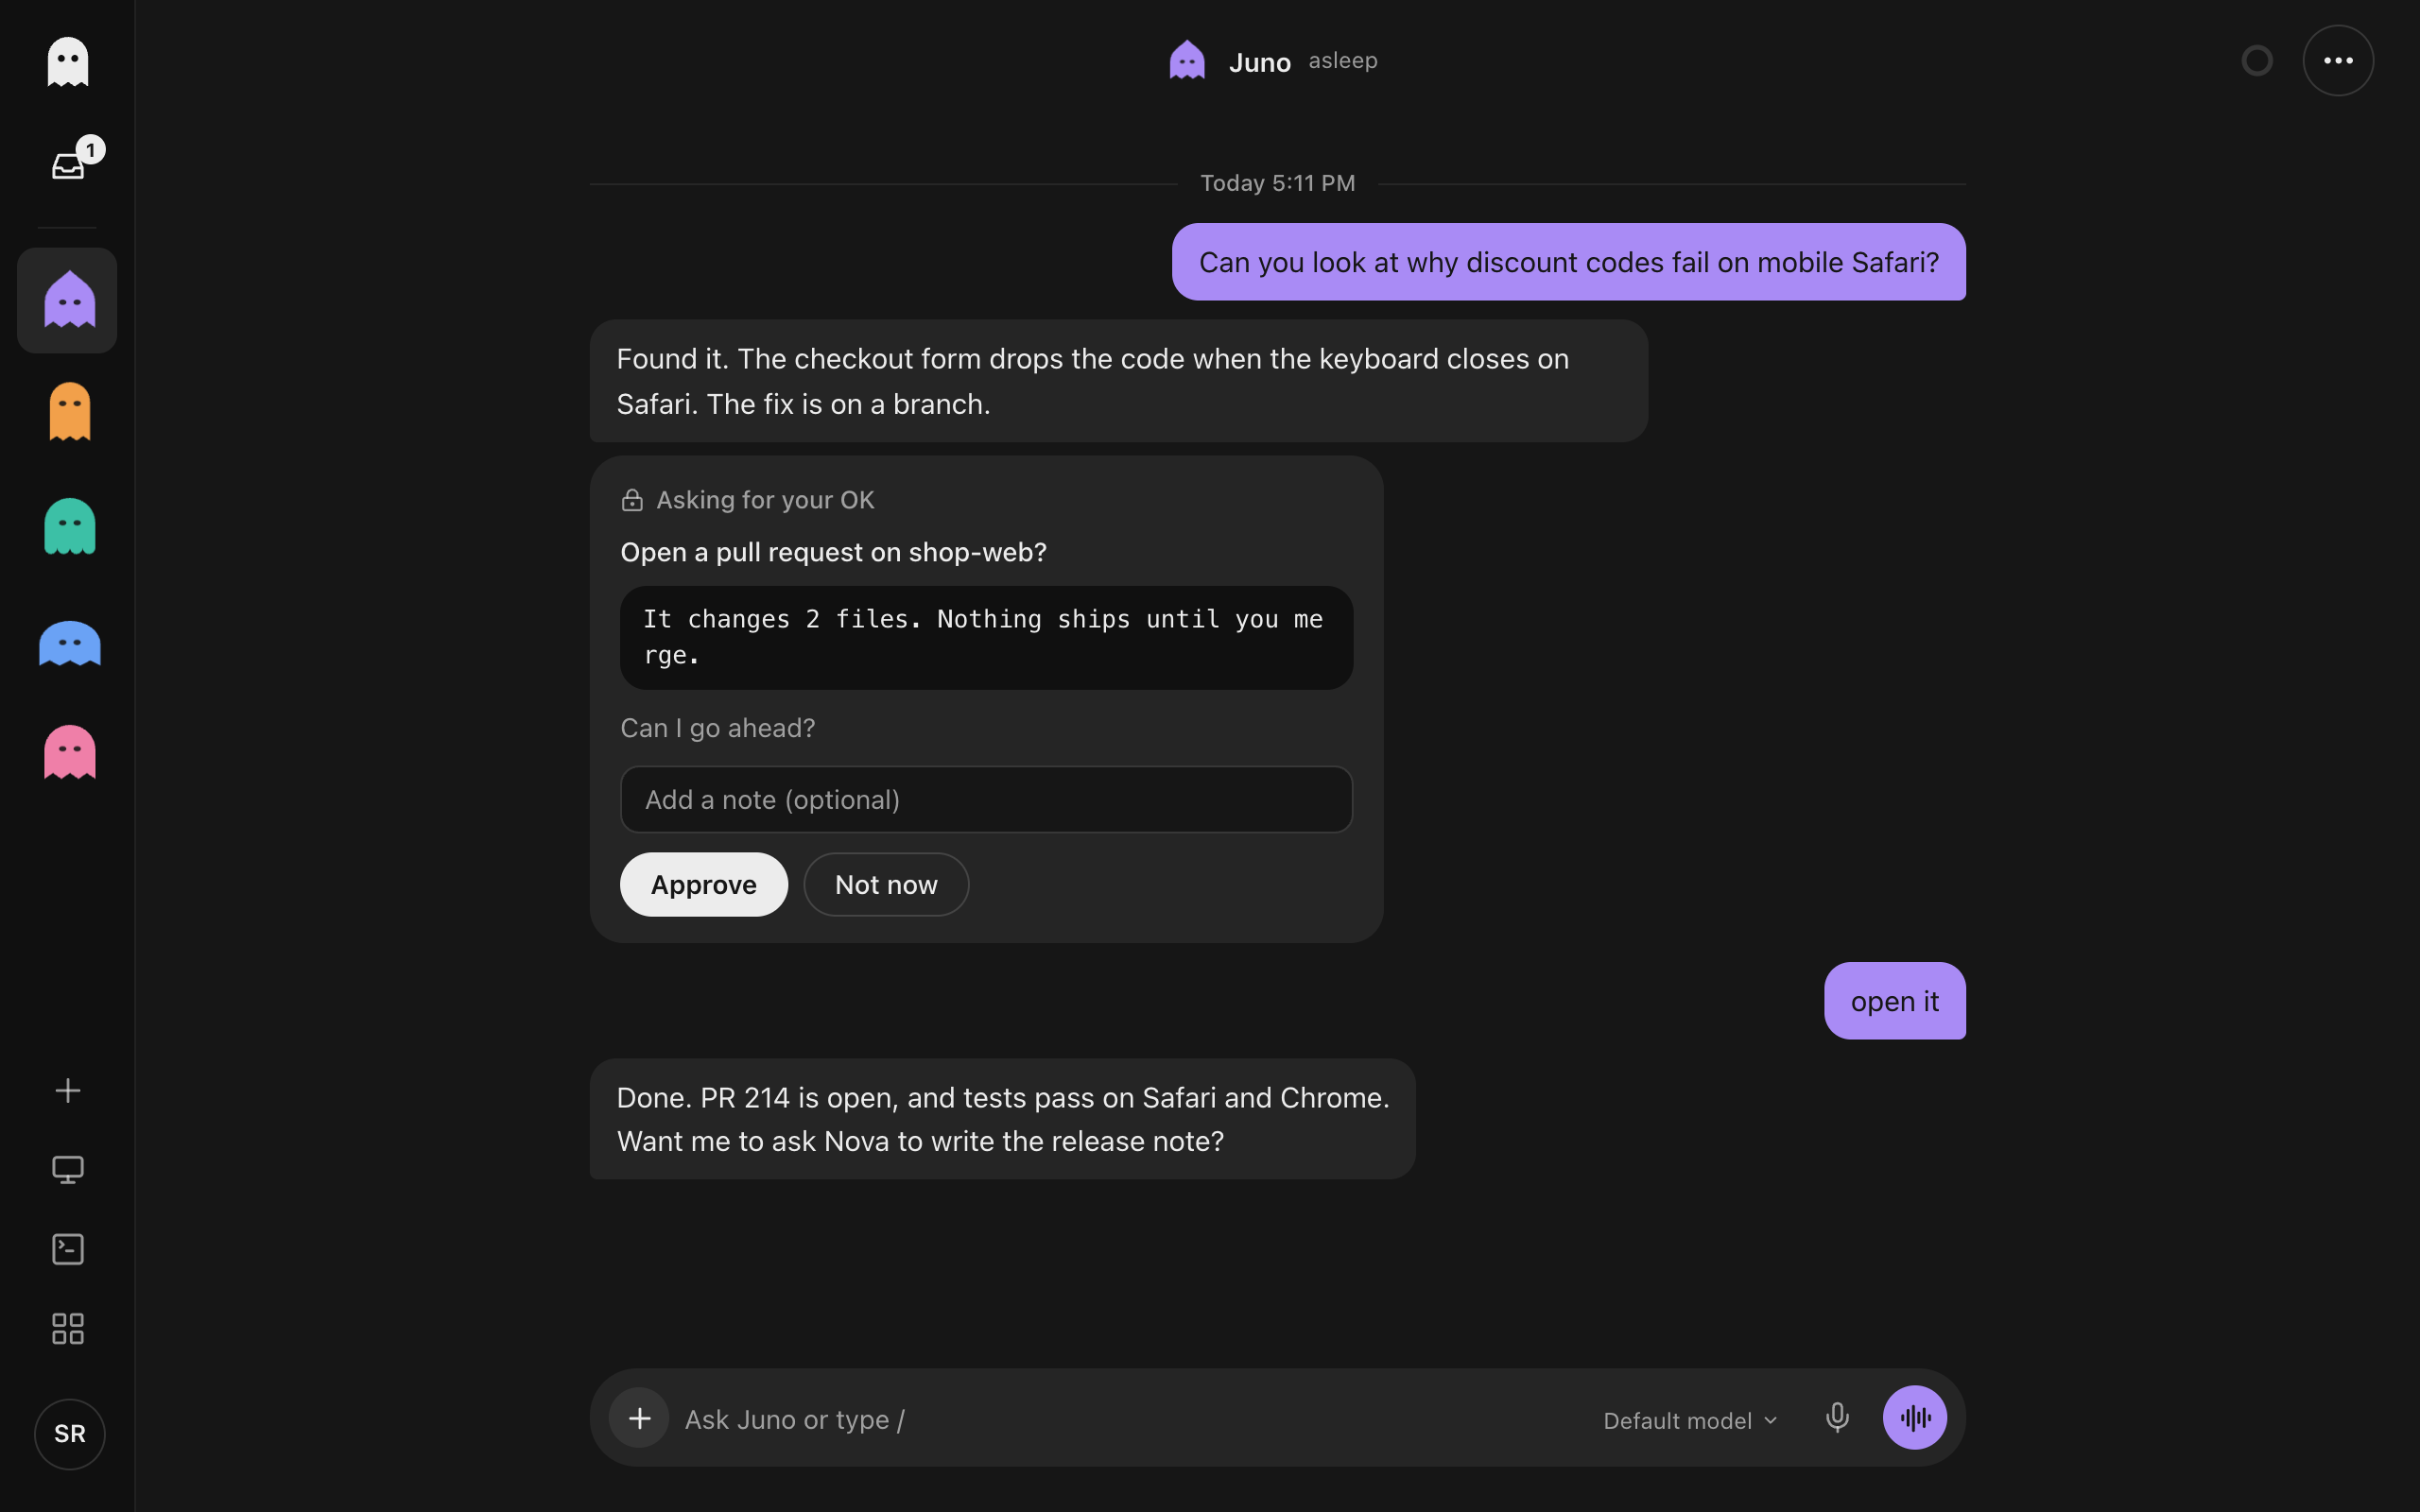 1
Juno asleep
Today 5:11 PM
Can you look at why discount codes fail on mobile Safari?
Found it. The checkout form drops the code when the keyboard closes on
Safari. The fix is on a branch.
Asking for your OK
Open a pull request on shop-web?
It changes 2 files. Nothing ships until you me
rge.
Can I go ahead?
Add a note (optional)
Approve Not now
open it
Done. PR 214 is open, and tests pass on Safari and Chrome.
Want me to ask Nova to write the release note?
Ask Juno or type / Default model
SR